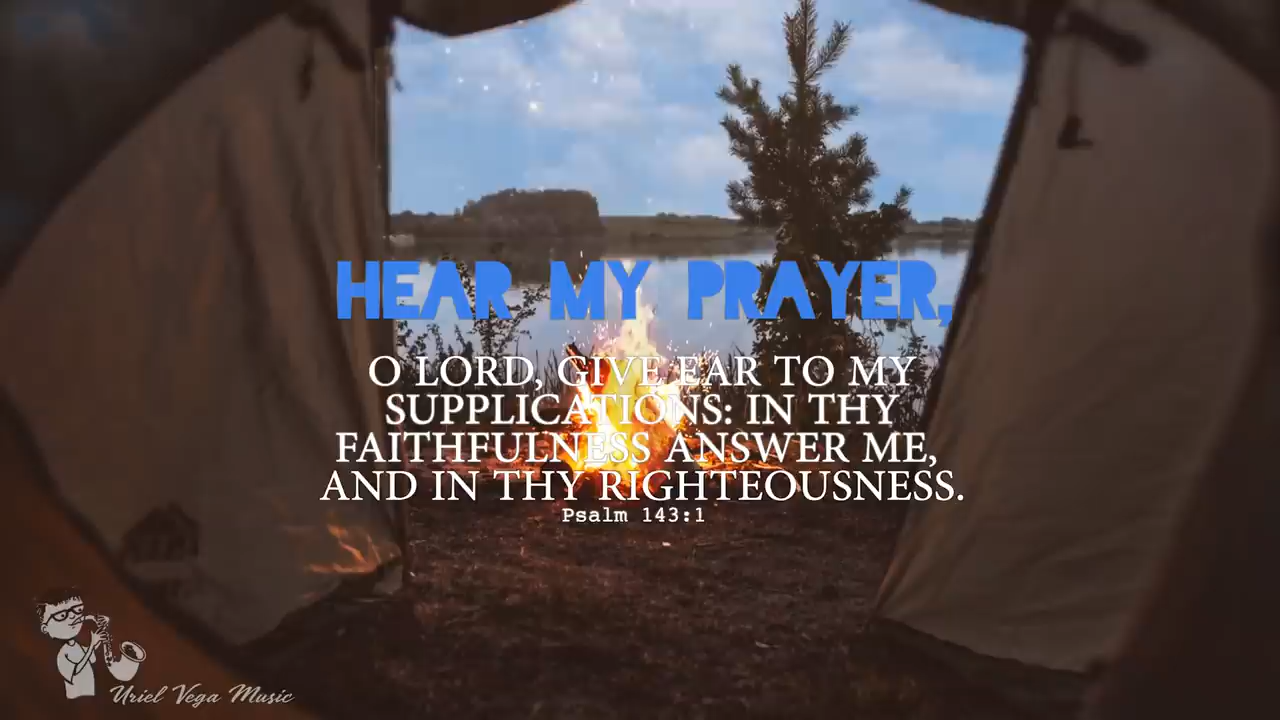 HEAR MY PRAYER,
O LORD, GIVE EAR TO MY
SUPPLICATIONS: IN THY
FAITHFULNESS ANSWER ME,
AND IN THY RIGHTEOUSNESS.
Psalm 143:1
Uriel Vega Music